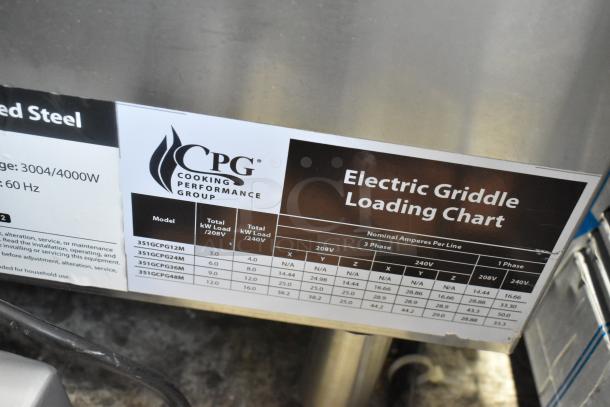 ed Steel
ge: 3004/4000W
: 60 Hz
2
alteration, service, or maintenance
Read the installation, operating, and
installing or servicing this equipment.
before adjustment, alteration, service,
nded for household use.
CPG®
COOKING
PERFORMANCE
GROUP
Electric Griddle
Loading Chart
Model Total kW Load /208V Total kW Load /240V Nominal Amperes Per Line
3 Phase 1 Phase
208V 240V 208V 240V
X Y Z X Y Z
351GCPG12M 3.0 4.0 N/A N/A N/A N/A N/A N/A 14.44 16.66
351GCPG24M 6.0 8.0 14.44 24.98 14.44 16.66 28.86 16.66 28.88 33.30
351GCPG36M 9.0 12.0 25.0 25.0 25.0 28.9 28.9 28.9 43.3 50.0
351GCPG48M 12.0 16.0 38.2 38.2 25.0 44.2 44.2 29.0 28.88 33.3